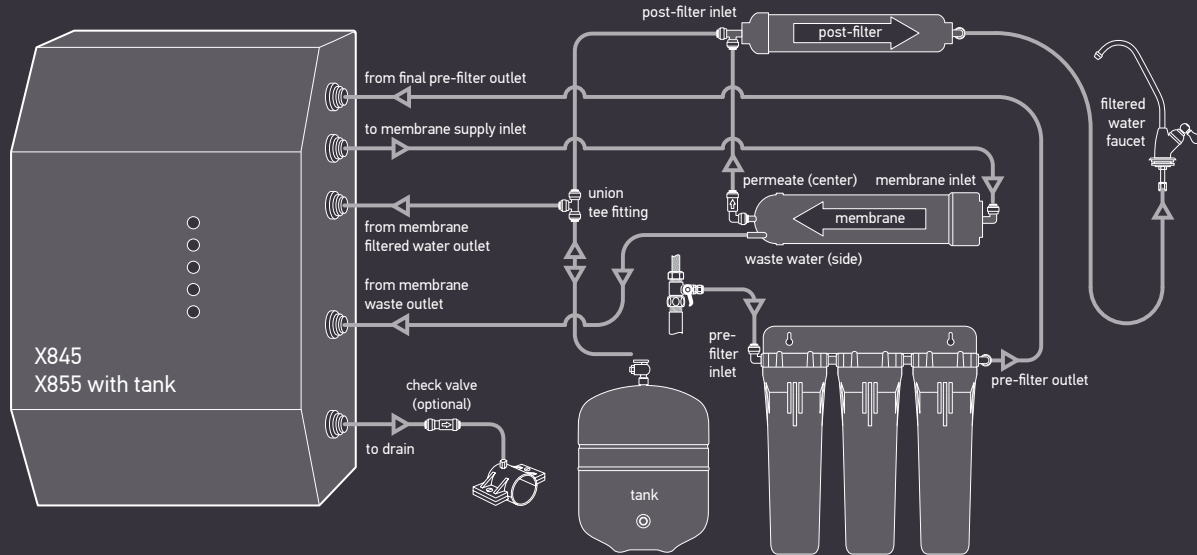 post-filter inlet
post-filter
from final pre-filter outlet
to membrane supply inlet
filtered
water
faucet
permeate (center)
membrane inlet
union
tee fitting
membrane
from membrane
filtered water outlet
waste water (side)
from membrane
waste outlet
pre-
filter
inlet
X845
X855 with tank
pre-filter outlet
check valve
(optional)
to drain
tank